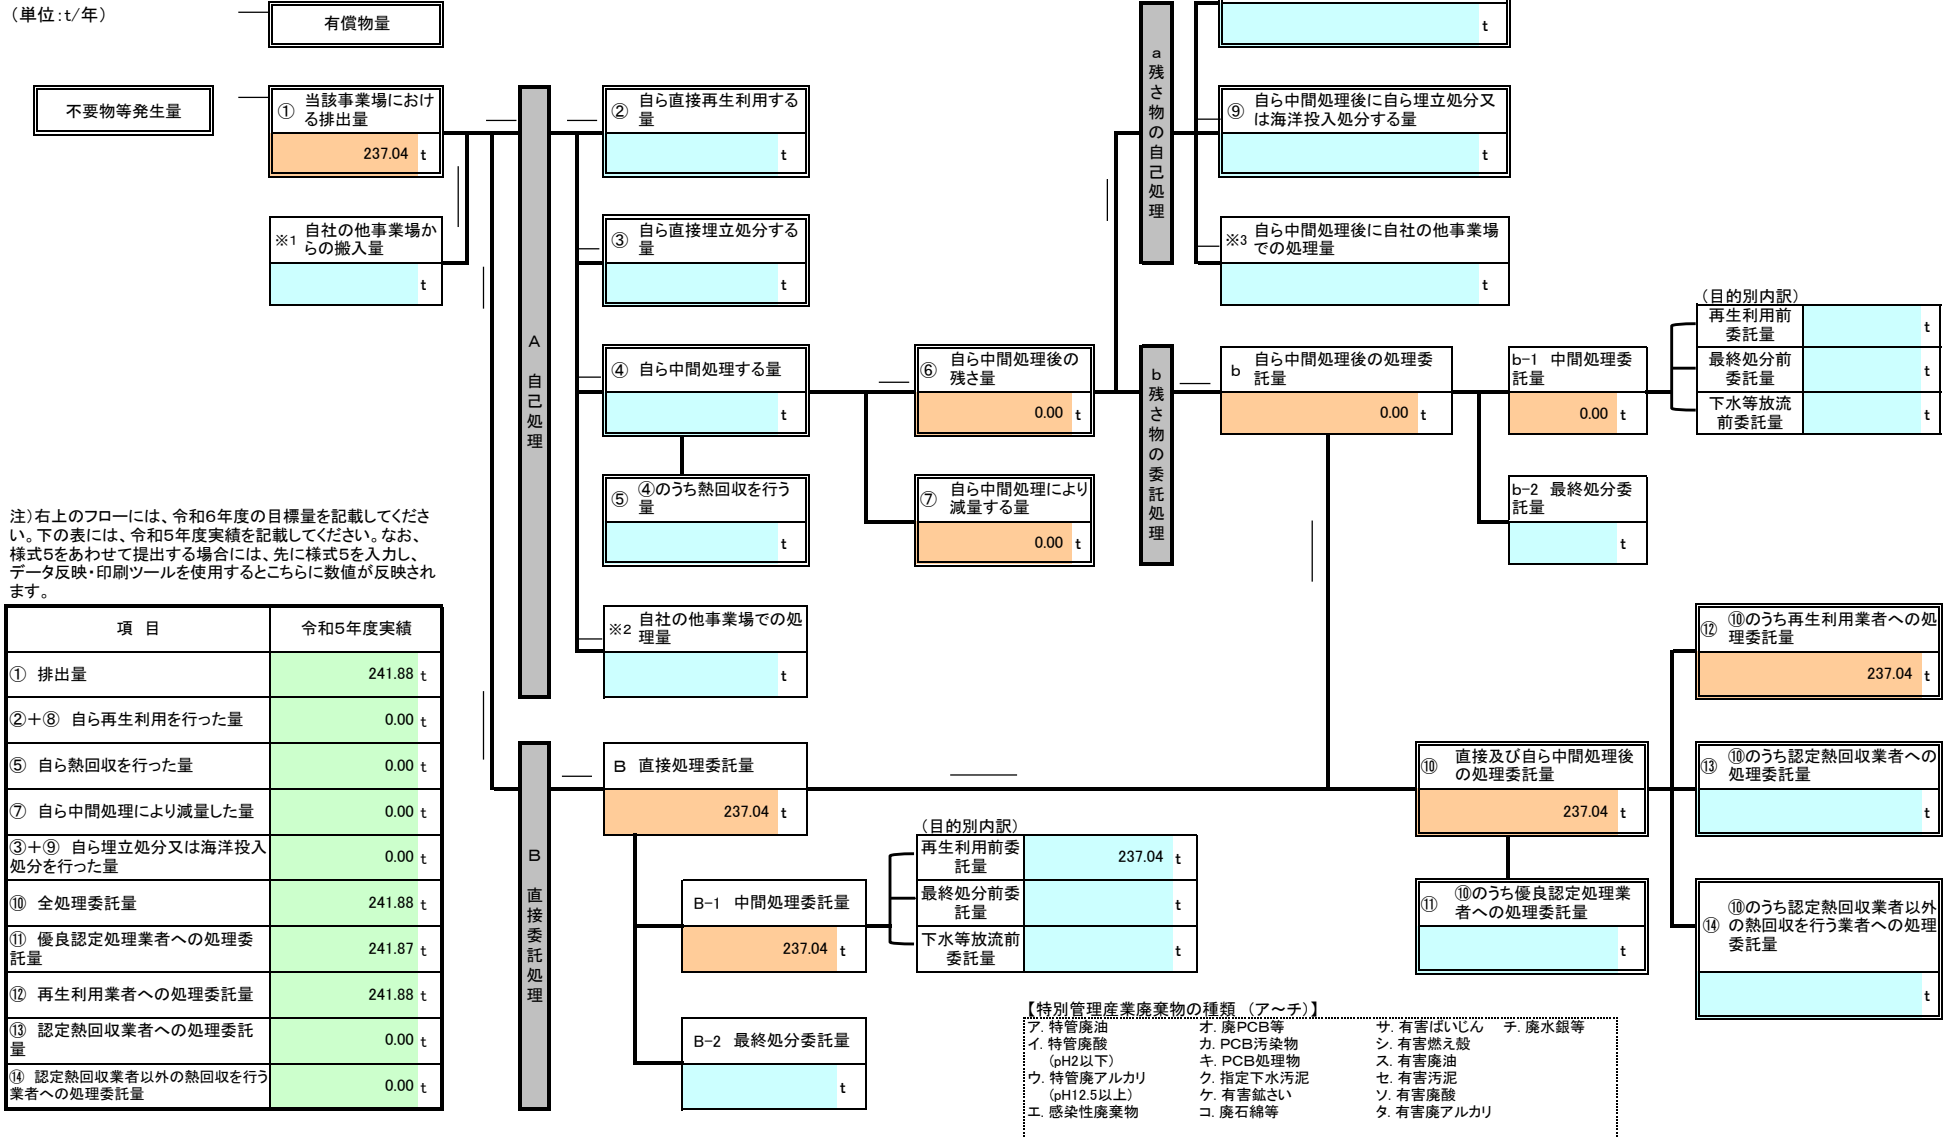 （単位：t/年）
有償物量
t
不要物等発生量
① 当該事業場におけ
る排出量
237.04 t
※1 自社の他事業場か
らの搬入量
t
A 自己処理
② 自ら直接再生利用する
量
t
③ 自ら直接埋立処分する
量
t
④ 自ら中間処理する量
t
⑤ ④のうち熱回収を行う
量
t
※2 自社の他事業場での処
理量
t
⑥ 自ら中間処理後の
残さ量
0.00 t
⑦ 自ら中間処理により
減量する量
0.00 t
a 残さ物の自己処理
⑨ 自ら中間処理後に自ら埋立処分又
は海洋投入処分する量
t
※3 自ら中間処理後に自社の他事業場
での処理量
t
b 残さ物の委託処理
b 自ら中間処理後の処理委
託量
0.00 t
b-1 中間処理委
託量
0.00 t
b-2 最終処分委
託量
t
（目的別内訳）
再生利用前
委託量
t
最終処分前
委託量
t
下水等放流
前委託量
t
注）右上のフローには、令和６年度の目標量を記載してくださ
い。下の表には、令和５年度実績を記載してください。なお、
様式５をあわせて提出する場合には、先に様式５を入力し、
データ反映・印刷ツールを使用するとこちらに数値が反映され
ます。
項 目 令和５年度実績
① 排出量 241.88 t
②＋⑧ 自ら再生利用を行った量 0.00 t
⑤ 自ら熱回収を行った量 0.00 t
⑦ 自ら中間処理により減量した量 0.00 t
③＋⑨ 自ら埋立処分又は海洋投入
処分を行った量 0.00 t
⑩ 全処理委託量 241.88 t
⑪ 優良認定処理業者への処理委
託量 241.87 t
⑫ 再生利用業者への処理委託量 241.88 t
⑬ 認定熱回収業者への処理委託
量 0.00 t
⑭ 認定熱回収業者以外の熱回収を行う
業者への処理委託量 0.00 t
B 直接委託処理
B 直接処理委託量
237.04 t
B-1 中間処理委託量
237.04 t
B-2 最終処分委託量
t
（目的別内訳）
再生利用前委
託量
237.04 t
最終処分前委
託量
t
下水等放流前
委託量
t
⑩ 直接及び自ら中間処理後
の処理委託量
237.04 t
⑪ ⑩のうち優良認定処理業
者への処理委託量
t
⑫ ⑩のうち再生利用業者への処
理委託量
237.04 t
⑬ ⑩のうち認定熱回収業者への
処理委託量
t
⑭ ⑩のうち認定熱回収業者以外
の熱回収を行う業者への処理
委託量
t
【特別管理産業廃棄物の種類 （ア～チ）】
ア. 特管廃油 オ. 廃PCB等 サ. 有害ばいじん チ. 廃水銀等
イ. 特管廃酸 カ. PCB汚染物 シ. 有害燃え殻
(pH2以下) キ. PCB処理物 ス. 有害廃油
ウ. 特管廃アルカリ ク. 指定下水汚泥 セ. 有害汚泥
(pH12.5以上) ケ. 有害鉱さい ソ. 有害廃酸
エ. 感染性廃棄物 コ. 廃石綿等 タ. 有害廃アルカリ